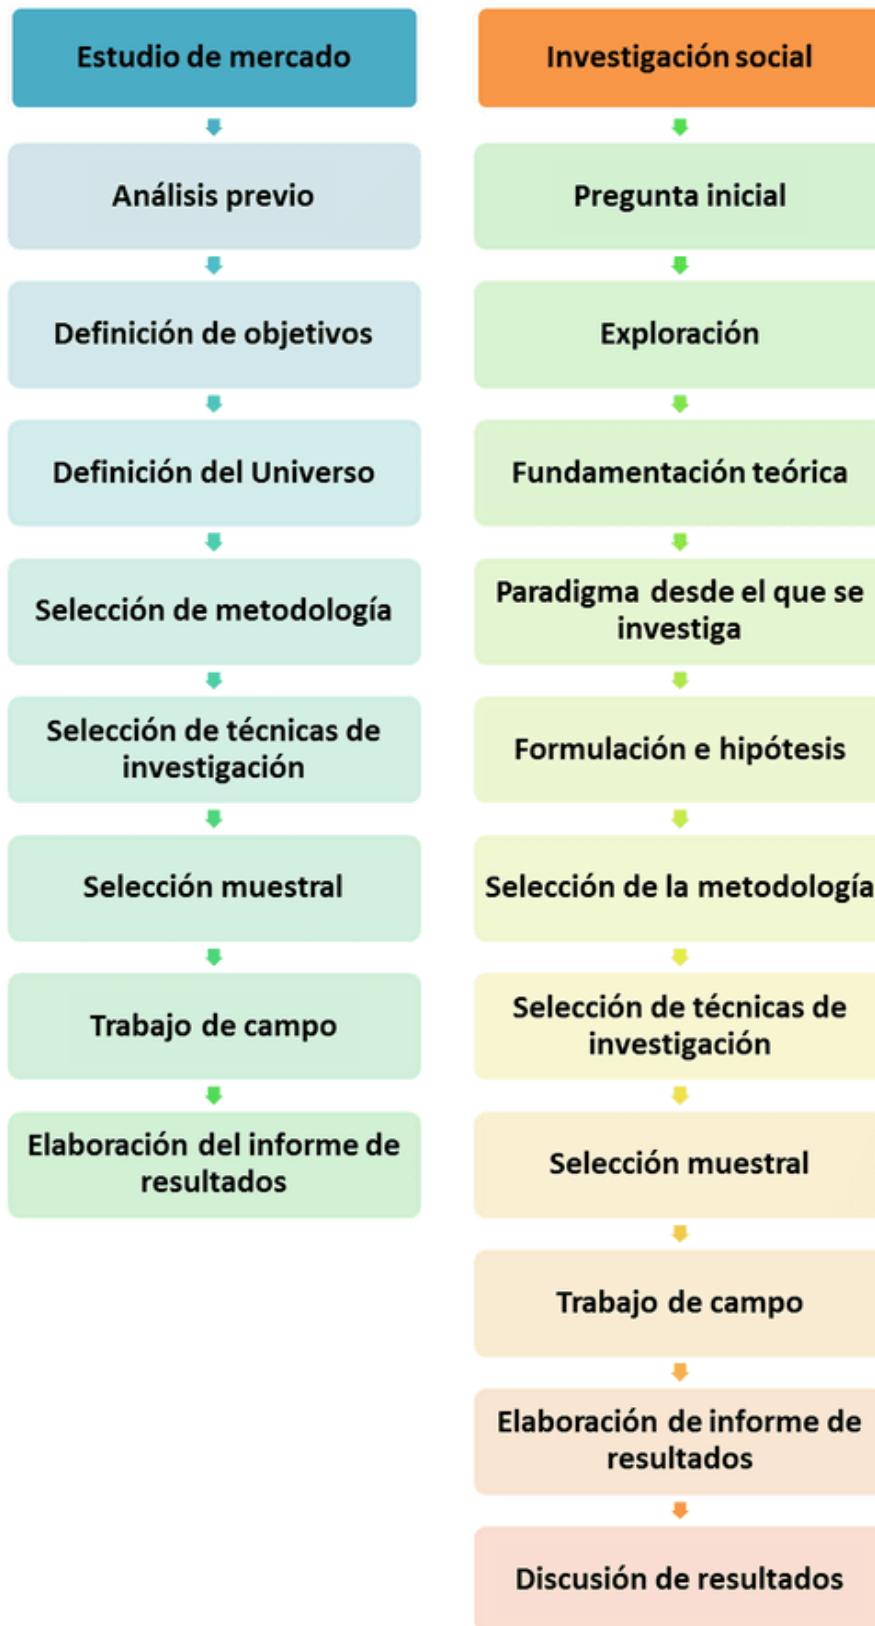 Estudio de mercado
Análisis previo
Definición de objetivos
Definición del Universo
Selección de metodología
Selección de técnicas de
investigación
Selección muestral
Trabajo de campo
Elaboración del informe de
resultados
Investigación social
Pregunta inicial
Exploración
Fundamentación teórica
Paradigma desde el que se
investiga
Formulación e hipótesis
Selección de la metodología
Selección de técnicas de
investigación
Selección muestral
Trabajo de campo
Elaboración de informe de
resultados
Discusión de resultados